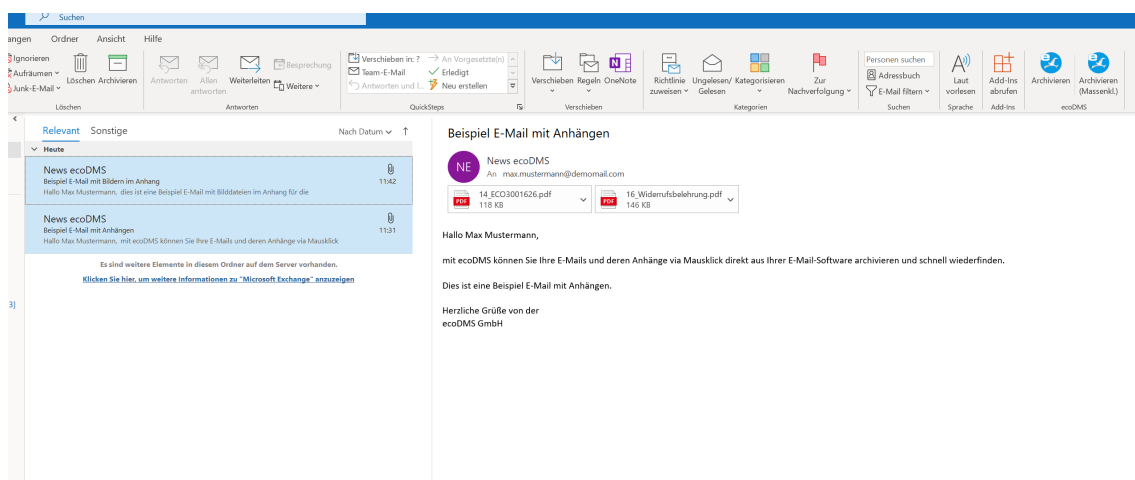 Suchen
Ordner Ansicht Hilfe
Ignorieren
Aufräumen
Junk-E-Mail
Löschen Archivieren
Löschen
Antworten Allen antworten Weiterleiten
Besprechung
Weitere
Antworten
Verschieben in: ? An Vorgesetzte(n)
Team-E-Mail Erledigt
Antworten und l... Neu erstellen
QuickSteps
Verschieben Regeln OneNote
Verschieben
Richtlinie zuweisen Ungelesen/ Gelesen Kategorisieren Zur Nachverfolgung
Kategorien
Personen suchen
Adressbuch
E-Mail filtern
Suchen
Laut vorlesen
Sprache
Add-Ins abrufen
Add-Ins
Archivieren Archivieren (Massenkl.)
ecoDMS
Relevant Sonstige Nach Datum
Heute
News ecoDMS
Beispiel E-Mail mit Bildern im Anhang 11:42
Hallo Max Mustermann, dies ist eine Beispiel E-Mail mit Bilddateien im Anhang für die
News ecoDMS
Beispiel E-Mail mit Anhängen 11:31
Hallo Max Mustermann, mit ecoDMS können Sie Ihre E-Mails und deren Anhänge via Mausklick
Es sind weitere Elemente in diesem Ordner auf dem Server vorhanden.
Klicken Sie hier, um weitere Informationen zu "Microsoft Exchange" anzuzeigen
3]
Beispiel E-Mail mit Anhängen
NE
News ecoDMS
An max.mustermann@demomail.com
PDF 14_ECO3001626.pdf
118 KB
PDF 16_Widerrufsbelehrung.pdf
146 KB
Hallo Max Mustermann,
mit ecoDMS können Sie Ihre E-Mails und deren Anhänge via Mausklick direkt aus Ihrer E-Mail-Software archivieren und schnell wiederfinden.
Dies ist eine Beispiel E-Mail mit Anhängen.
Herzliche Grüße von der
ecoDMS GmbH